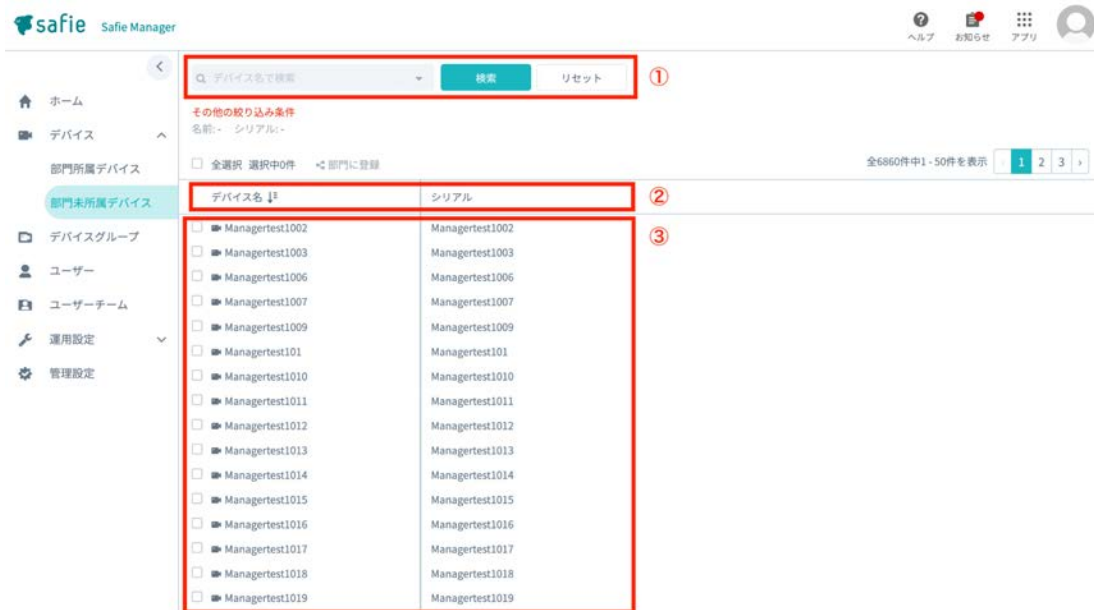 safie Safie Manager
ヘルプ
お知らせ
アプリ
ホーム
デバイス
部門所属デバイス
部門未所属デバイス
デバイスグループ
ユーザー
ユーザーチーム
運用設定
管理設定
デバイス名で検索
検索
リセット
①
その他の絞り込み条件
名前:- シリアル:-
全選択 選択中0件 部門に登録
全6860件中1 - 50件を表示 ‹ 1 2 3 ›
デバイス名 シリアル
②
③
Managertest1002 Managertest1002
Managertest1003 Managertest1003
Managertest1006 Managertest1006
Managertest1007 Managertest1007
Managertest1009 Managertest1009
Managertest101 Managertest101
Managertest1010 Managertest1010
Managertest1011 Managertest1011
Managertest1012 Managertest1012
Managertest1013 Managertest1013
Managertest1014 Managertest1014
Managertest1015 Managertest1015
Managertest1016 Managertest1016
Managertest1017 Managertest1017
Managertest1018 Managertest1018
Managertest1019 Managertest1019